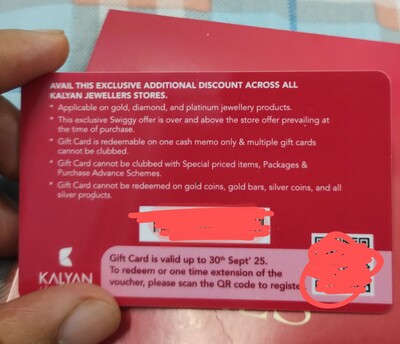 AVAIL THIS EXCLUSIVE ADDITIONAL DISCOUNT ACROSS ALL
KALYAN JEWELLERS STORES.
* Applicable on gold, diamond, and platinum jewellery products.
* This exclusive Swiggy offer is over and above the store offer prevailing at
the time of purchase.
* Gift Card is redeemable on one cash memo only & multiple gift cards
cannot be clubbed.
* Gift Card cannot be clubbed with Special priced items, Packages &
Purchase Advance Schemes.
* Gift Card cannot be redeemed on gold coins, gold bars, silver coins, and all
silver products.
Gift Card is valid up to 30th Sept' 25.
To redeem or one time extension of the
voucher, please scan the QR code to registe
KALYAN